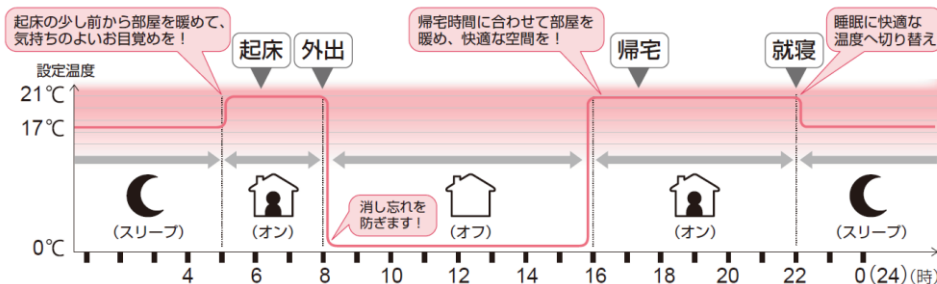 起床の少し前から部屋を暖めて、
気持ちのよいお目覚めを！
起床
外出
帰宅時間に合わせて部屋を
暖め、快適な空間を！
帰宅
就寝
睡眠に快適な
温度へ切り替え
設定温度
21℃
17℃
0℃
(スリープ)
(オン)
消し忘れを
防ぎます！
(オフ)
(オン)
(スリープ)
4 6 8 10 12 14 16 18 20 22 0(24)(時)